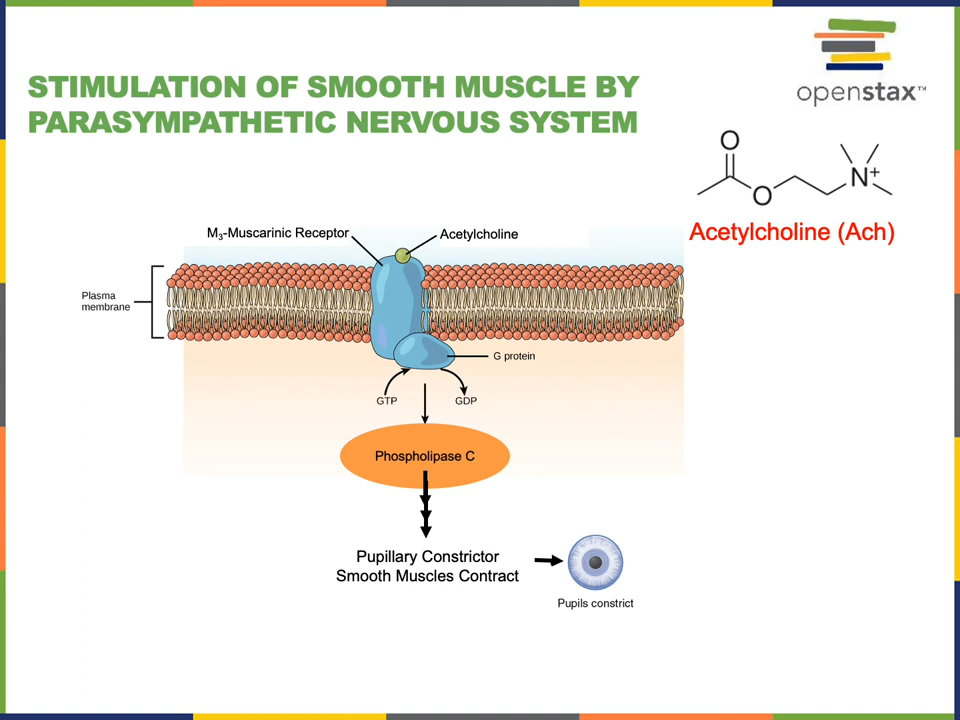 openstax™
STIMULATION OF SMOOTH MUSCLE BY
PARASYMPATHETIC NERVOUS SYSTEM
O
O
N+
Acetylcholine (Ach)
M₃-Muscarinic Receptor
Acetylcholine
Plasma
membrane
G protein
GTP
GDP
Phospholipase C
Pupillary Constrictor
Smooth Muscles Contract
Pupils constrict